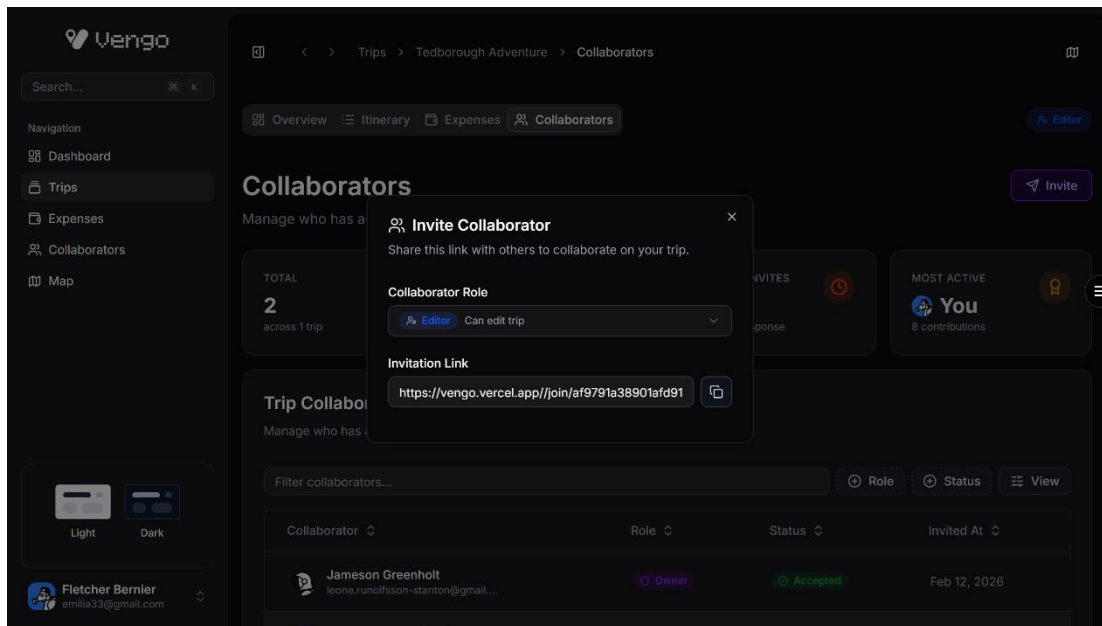 Vengo
Search... ⌘ K
Navigation
Dashboard
Trips
Expenses
Collaborators
Map
Light Dark
Fletcher Bernier
emilia33@gmail.com
Trips > Tedborough Adventure > Collaborators
Overview Itinerary Expenses Collaborators
Editor
Collaborators
Invite
Manage who has a
TOTAL
2
across 1 trip
MOST ACTIVE
You
8 contributions
Invite Collaborator
Share this link with others to collaborate on your trip.
Collaborator Role
Editor Can edit trip
Invitation Link
https://vengo.vercel.app//join/af9791a38901afd91
Manage who has
Filter collaborators...
Role Status View
Collaborator Role Status Invited At
Jameson Greenholt Owner Accepted Feb 12, 2026
leone.runolfsson-stanton@gmail....